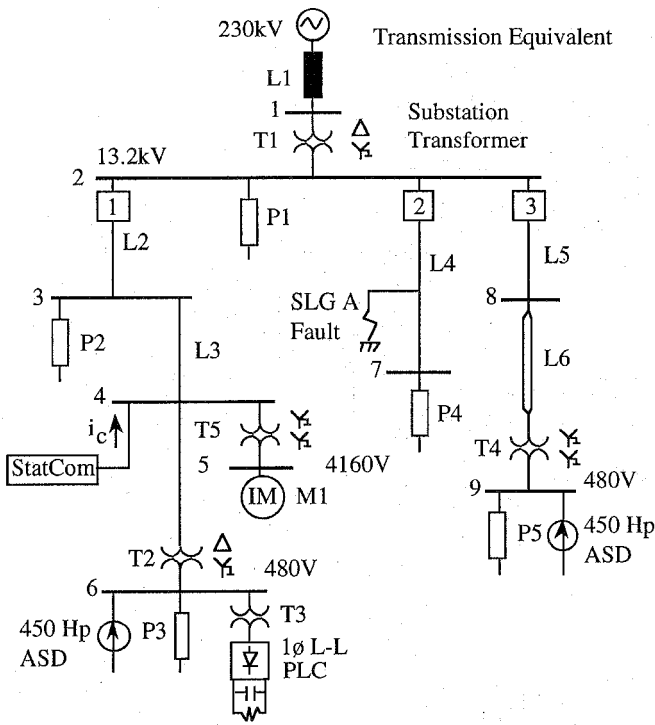 230kV
Transmission Equivalent
L1
1
Substation
Transformer
T1
Δ
Y
13.2kV
2
1
P1
2
3
L2
L4
L5
3
SLG A
Fault
8
P2
L3
L6
7
4
P4
i_c
T5
Y
Y
T4
Y
Y
StatCom
5
4160V
IM
M1
9
480V
P5
450 Hp
ASD
T2
Δ
Y
480V
6
T3
450 Hp
ASD
P3
1ø L-L
PLC